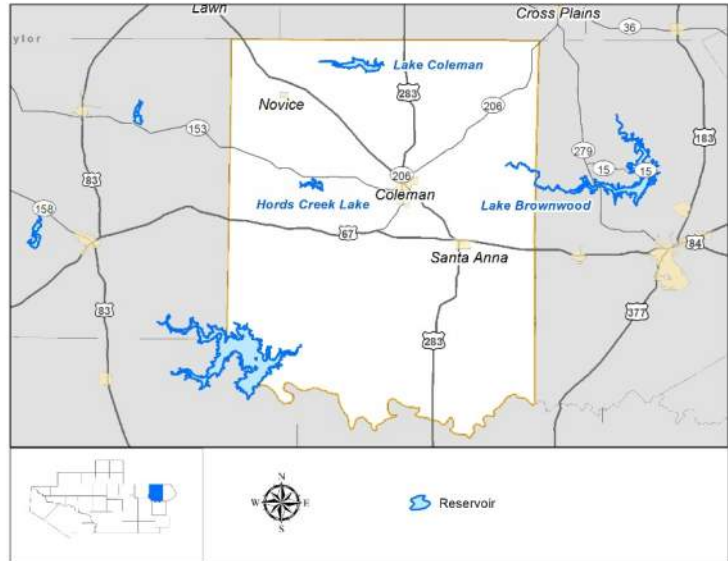 Lawn
Cross Plains
aylor
36
Lake Coleman
283
Novice
206
153
279
183
206
15
15
83
Coleman
Hords Creek Lake
Lake Brownwood
158
67
84
Santa Anna
83
377
283
N
W
E
S
Reservoir